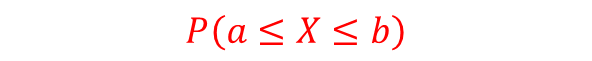 P(a ≤ X ≤ b)